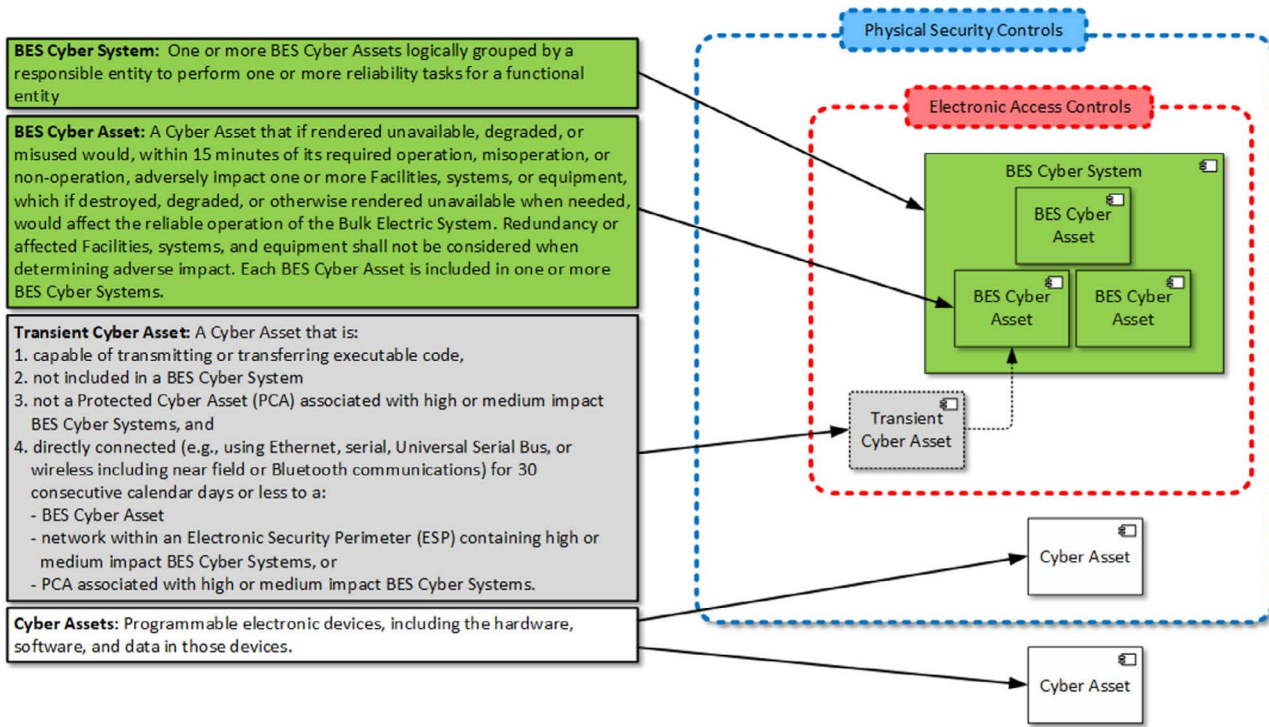 BES Cyber System: One or more BES Cyber Assets logically grouped by a
responsible entity to perform one or more reliability tasks for a functional
entity
BES Cyber Asset: A Cyber Asset that if rendered unavailable, degraded, or
misused would, within 15 minutes of its required operation, misoperation, or
non-operation, adversely impact one or more Facilities, systems, or equipment,
which if destroyed, degraded, or otherwise rendered unavailable when needed,
would affect the reliable operation of the Bulk Electric System. Redundancy or
affected Facilities, systems, and equipment shall not be considered when
determining adverse impact. Each BES Cyber Asset is included in one or more
BES Cyber Systems.
Transient Cyber Asset: A Cyber Asset that is:
1. capable of transmitting or transferring executable code,
2. not included in a BES Cyber System
3. not a Protected Cyber Asset (PCA) associated with high or medium impact
BES Cyber Systems, and
4. directly connected (e.g., using Ethernet, serial, Universal Serial Bus, or
wireless including near field or Bluetooth communications) for 30
consecutive calendar days or less to a:
- BES Cyber Asset
- network within an Electronic Security Perimeter (ESP) containing high or
medium impact BES Cyber Systems, or
- PCA associated with high or medium impact BES Cyber Systems.
Cyber Assets: Programmable electronic devices, including the hardware,
software, and data in those devices.
Physical Security Controls
Electronic Access Controls
BES Cyber System
BES Cyber
Asset
BES Cyber
Asset
BES Cyber
Asset
Transient
Cyber Asset
Cyber Asset
Cyber Asset